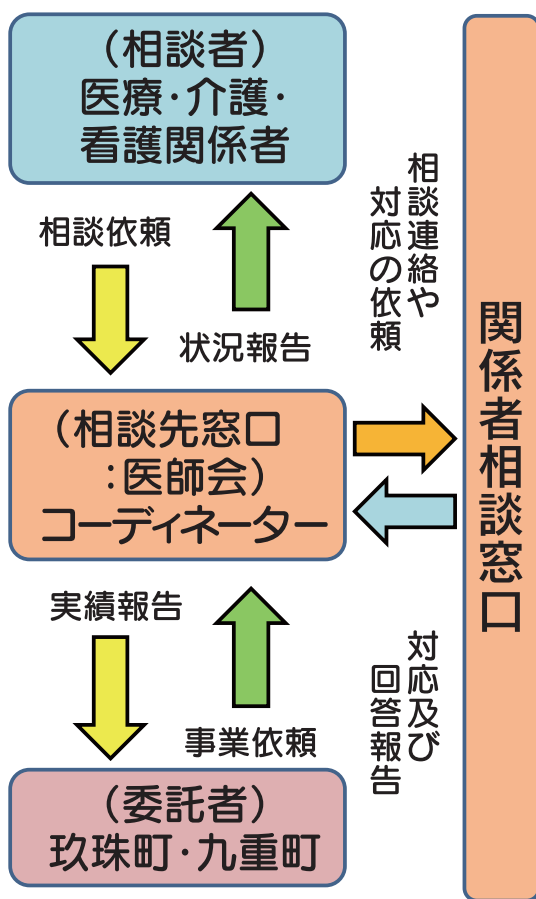 （相談者）
医療・介護・
看護関係者
相談依頼
状況報告
相談連絡や
対応の依頼
（相談先窓口
：医師会）
コーディネーター
関係者相談窓口
実績報告
事業依頼
対応及び
回答報告
（委託者）
玖珠町・九重町